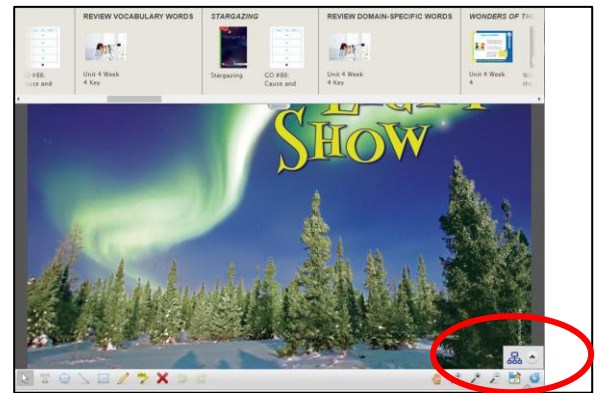 REVIEW VOCABULARY WORDS
STARGAZING
REVIEW DOMAIN-SPECIFIC WORDS
WONDERS OF TH
Unit 4 Week
4 Key
Stargazing
GO #86:
Cause and
Unit 4 Week
4 Key
Unit 4 Week
4
SHOW